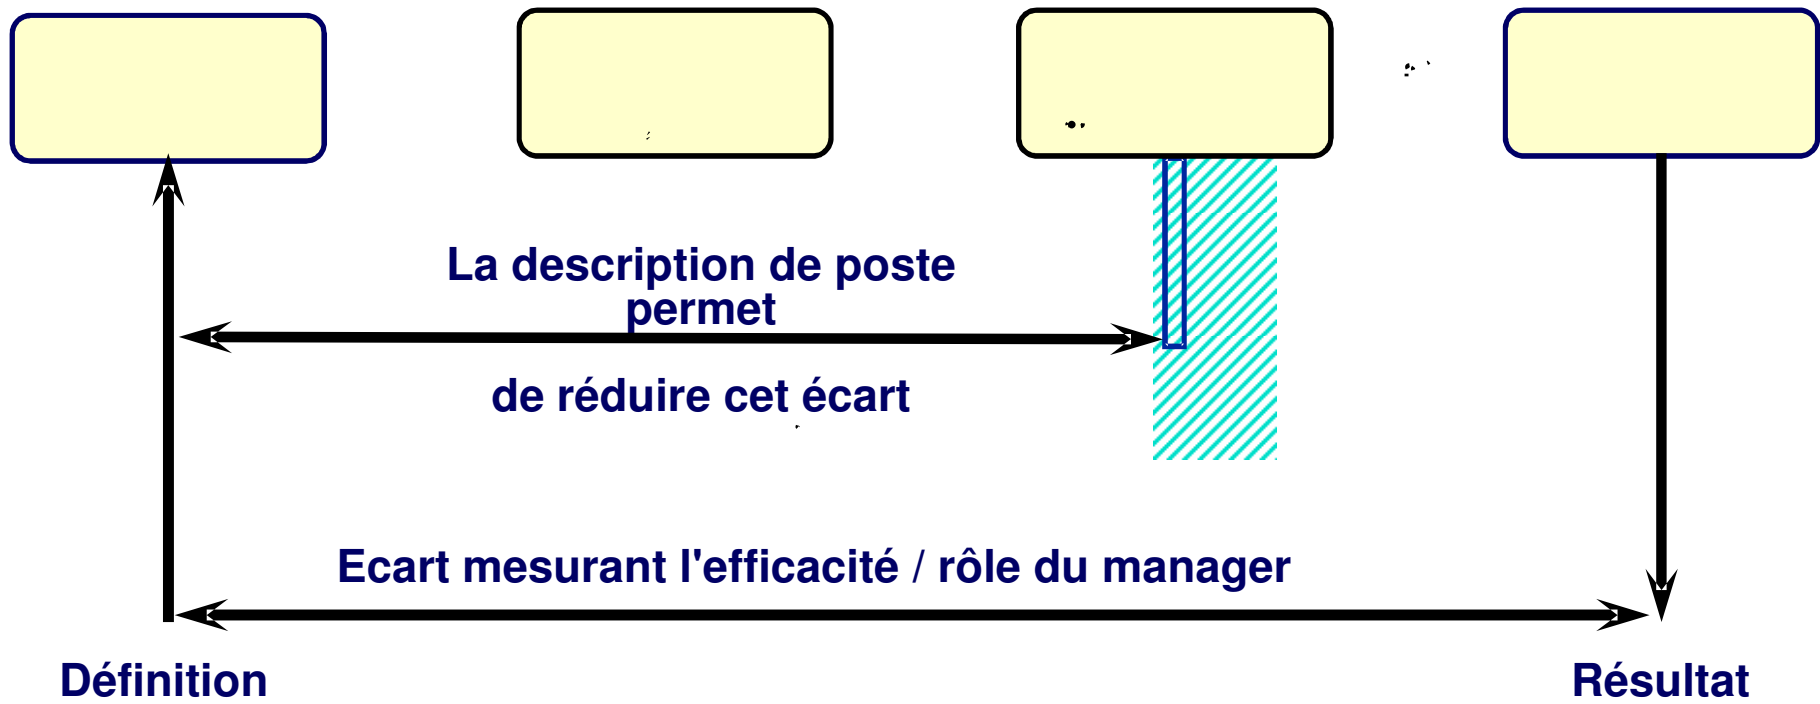 La description de poste
permet
de réduire cet écart
Ecart mesurant l'efficacité / rôle du manager
Définition
Résultat